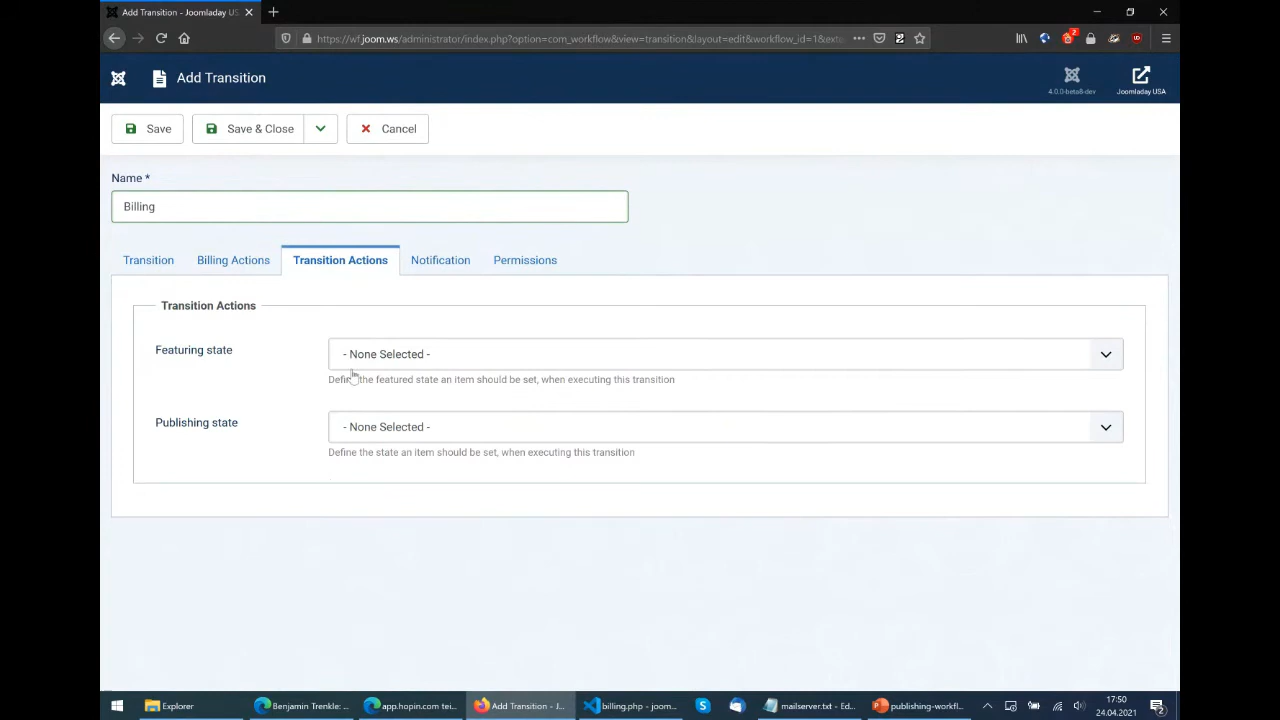 Add Transition - Joomladay US
https://wf.joom.ws/administrator/index.php?option=com_workflow&view=transition&layout=edit&workflow_id=1&exte
2
Add Transition
4.0.0-beta8-dev
Joomladay USA
Save
Save & Close
Cancel
Name *
Billing
Transition
Billing Actions
Transition Actions
Notification
Permissions
Transition Actions
Featuring state
- None Selected -
Define the featured state an item should be set, when executing this transition
Publishing state
- None Selected -
Define the state an item should be set, when executing this transition
Explorer
Benjamin Trenkle: ...
app.hopin.com tei...
Add Transition - J...
billing.php - joom...
mailserver.txt - Ed...
publishing-workfl...
17:50
24.04.2021
2